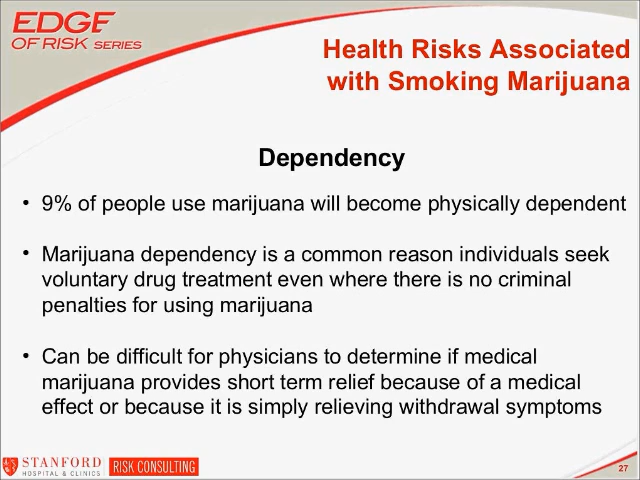 EDGE
OF RISK SERIES
Health Risks Associated
with Smoking Marijuana
Dependency
• 9% of people use marijuana will become physically dependent
• Marijuana dependency is a common reason individuals seek
voluntary drug treatment even where there is no criminal
penalties for using marijuana
• Can be difficult for physicians to determine if medical
marijuana provides short term relief because of a medical
effect or because it is simply relieving withdrawal symptoms
STANFORD
HOSPITAL & CLINICS
RISK CONSULTING
27